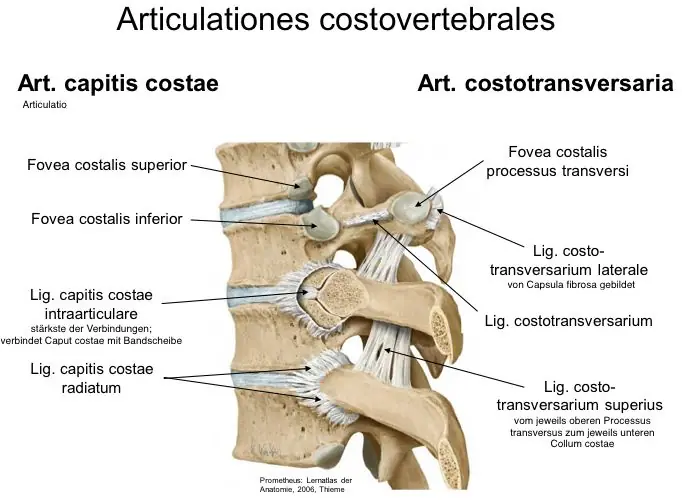 Articulationes costovertebrales
Art. capitis costae
Articulatio
Art. costotransversaria
Fovea costalis superior
Fovea costalis inferior
Lig. capitis costae
intraarticulare
stärkste der Verbindungen;
verbindet Caput costae mit Bandscheibe
Lig. capitis costae
radiatum
Fovea costalis
processus transversi
Lig. costo-
transversarium laterale
von Capsula fibrosa gebildet
Lig. costotransversarium
Lig. costo-
transversarium superius
vom jeweils oberen Processus
transversus zum jeweils unteren
Collum costae
Prometheus: Lernatlas der
Anatomie, 2006, Thieme